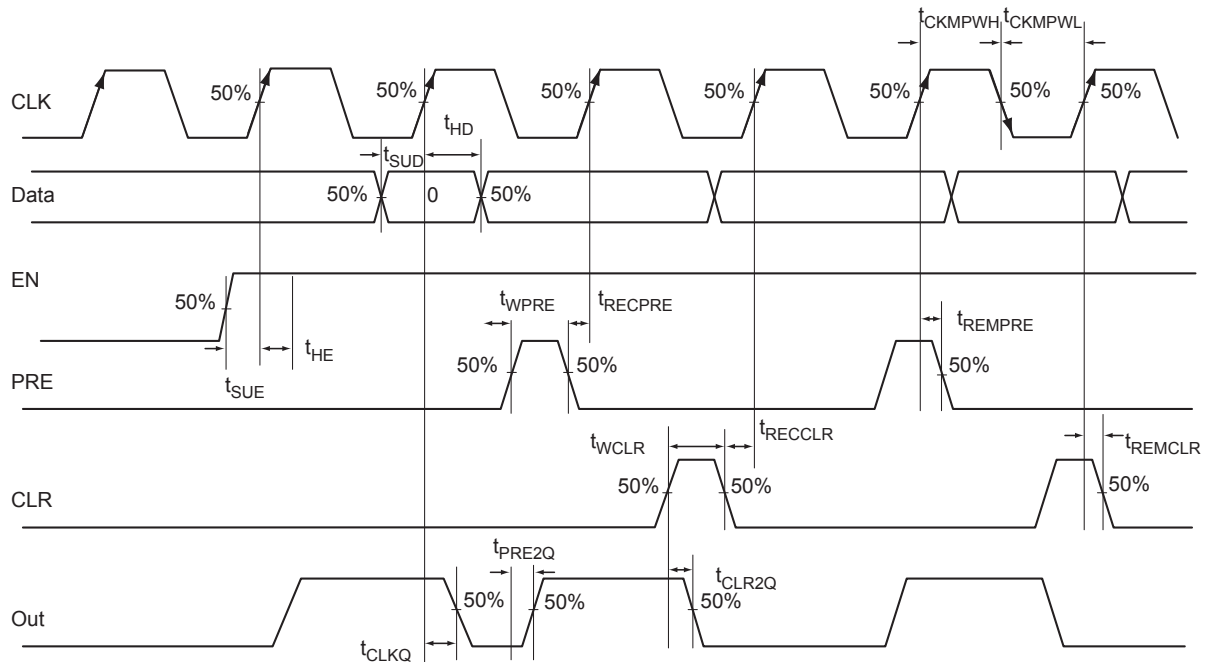 tCKMPWH tCKMPWL
CLK
50% 50% 50% 50% 50% 50% 50%
tHD
tSUD
Data
50% 0 50%
EN
50%
tWPRE tRECPRE tREMPRE
tHE
tSUE
PRE
50% 50% 50%
tWCLR tRECCLR tREMCLR
CLR
50% 50% 50%
tPRE2Q tCLR2Q
Out
50% 50% 50%
tCLKQ